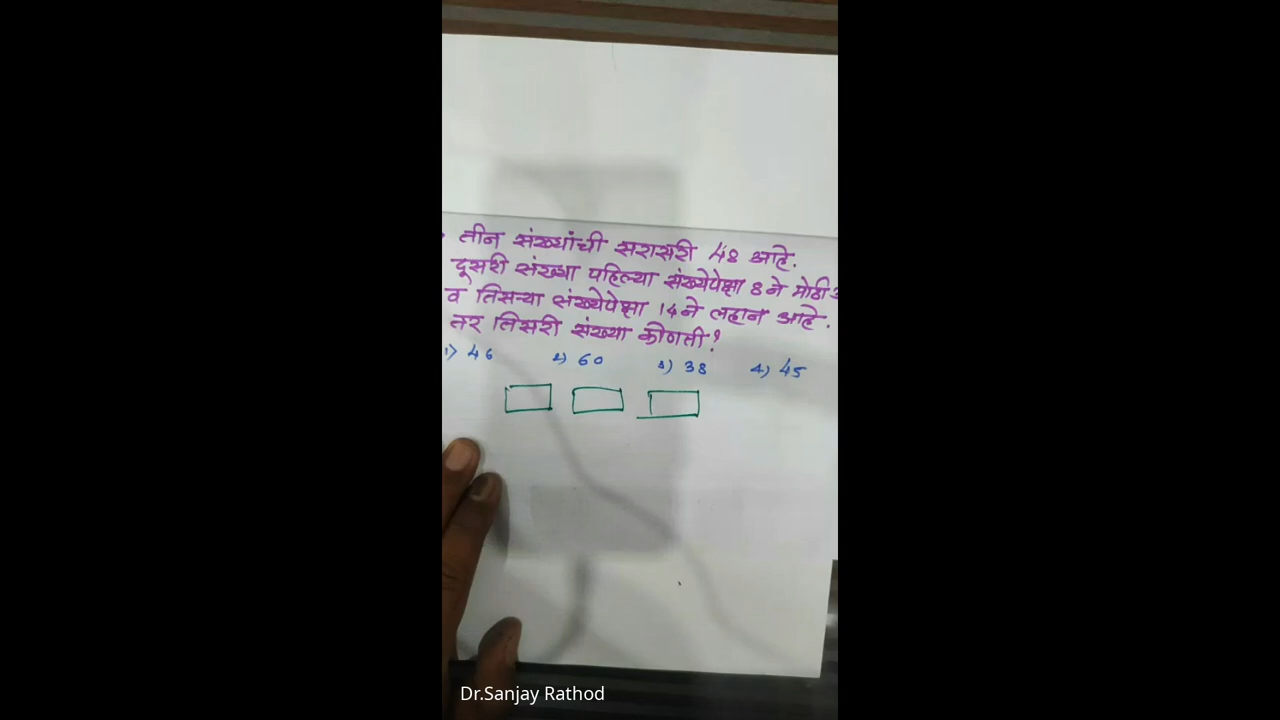 तीन संख्यांची सरासरी 48 आहे.
दूसरी संख्या पहिल्या संख्येपेक्षा 8 ने मोठी
व तिसऱ्या संख्येपेक्षा 14 ने लहान आहे.
तर तिसरी संख्या कोणती?
1) 46 2) 60 3) 38 4) 45
Dr.Sanjay Rathod